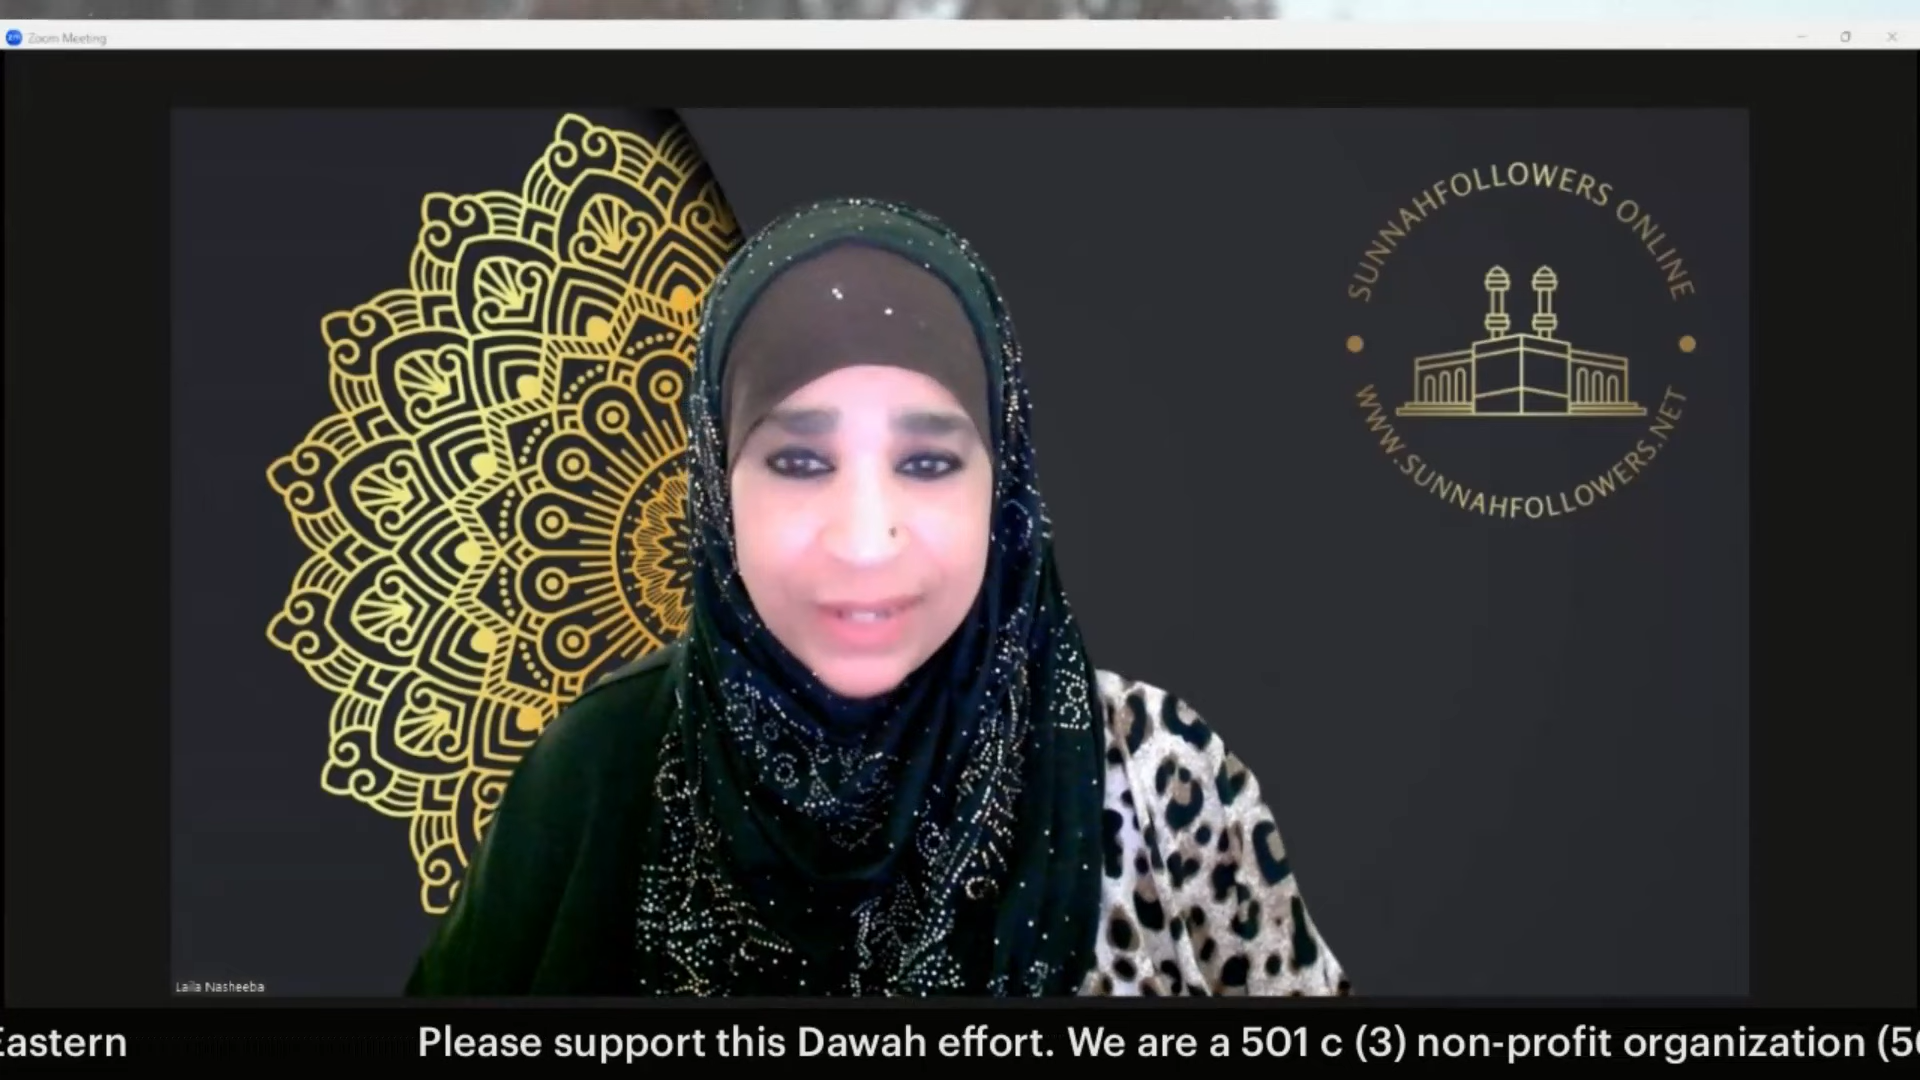 Zoom Meeting
SUNNAHFOLLOWERS ONLINE
WWW.SUNNAHFOLLOWERS.NET
Laila Nasheeba
Eastern
Please support this Dawah effort. We are a 501 c (3) non-profit organization